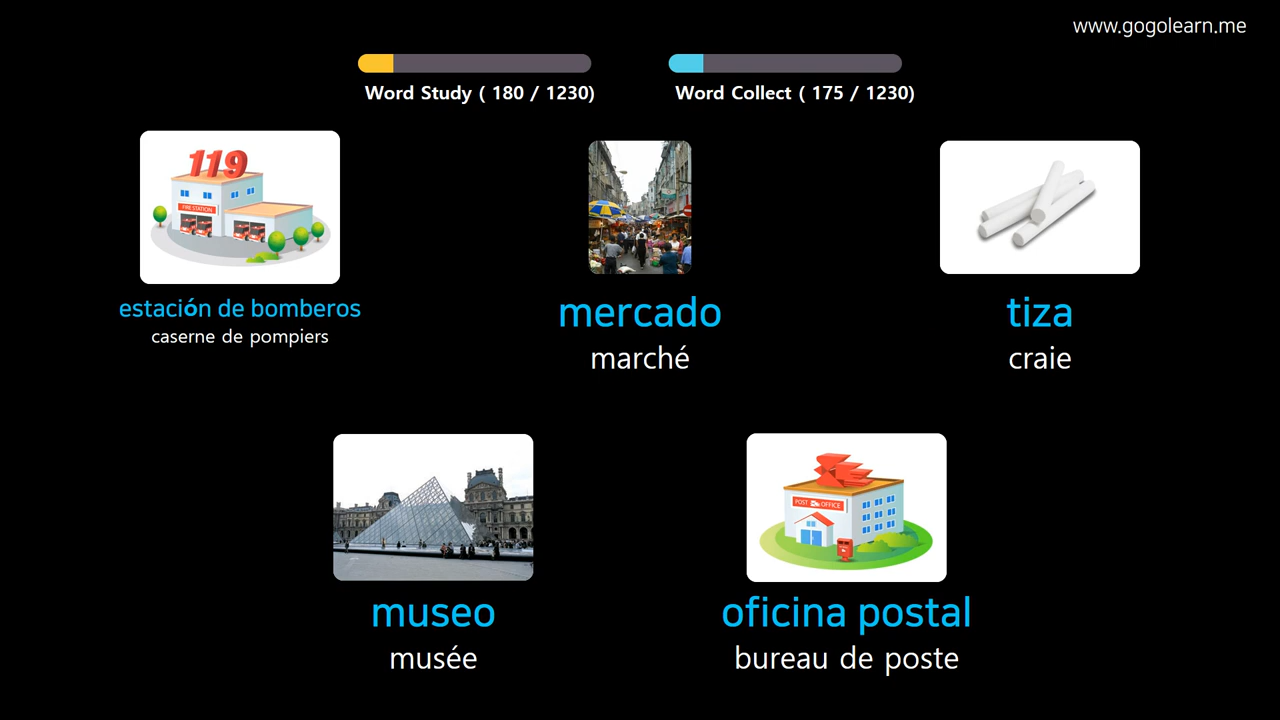 www.gogolearn.me
Word Study ( 180 / 1230)
Word Collect ( 175 / 1230)
119
FIRE STATION
estación de bomberos
caserne de pompiers
mercado
marché
tiza
craie
POST OFFICE
museo
musée
oficina postal
bureau de poste